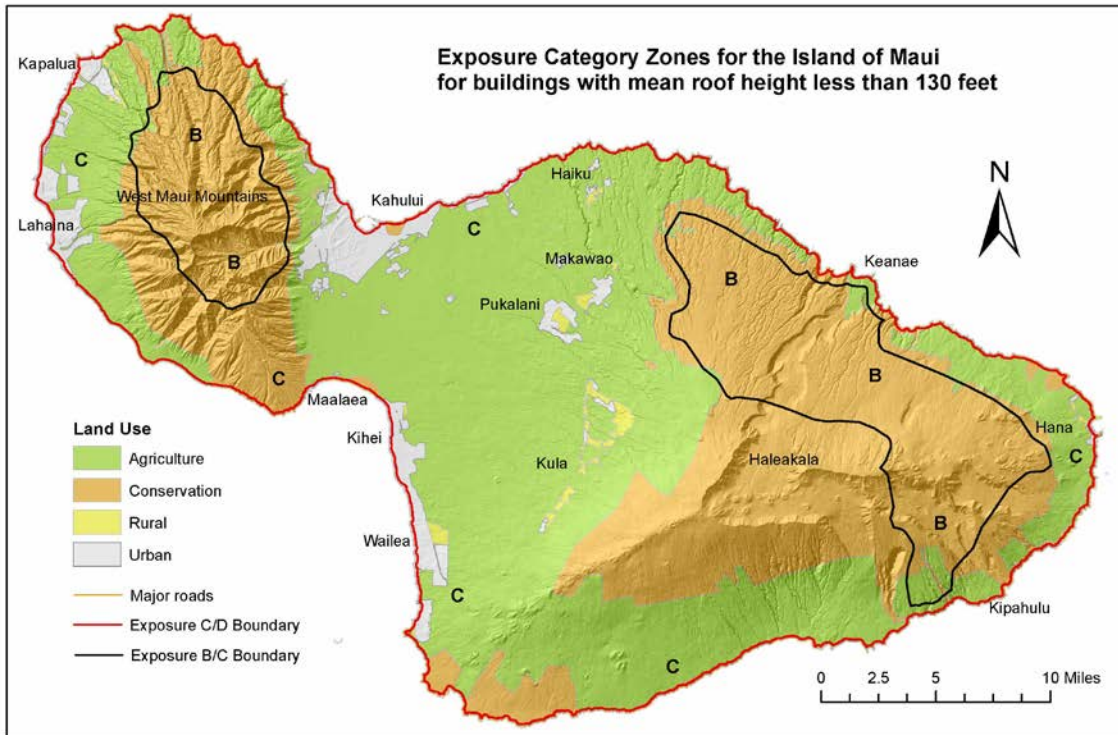 Exposure Category Zones for the Island of Maui
for buildings with mean roof height less than 130 feet
Kapalua
B
C
West Maui Mountains
Lahaina
B
Kahului
C
Haiku
N
Makawao
Keanae
B
Pukalani
B
C
Maalaea
Kihei
Hana
C
Kula
Haleakala
B
Wailea
C
Kipahulu
C
Land Use
Agriculture
Conservation
Rural
Urban
Major roads
Exposure C/D Boundary
Exposure B/C Boundary
0 2.5 5 10 Miles